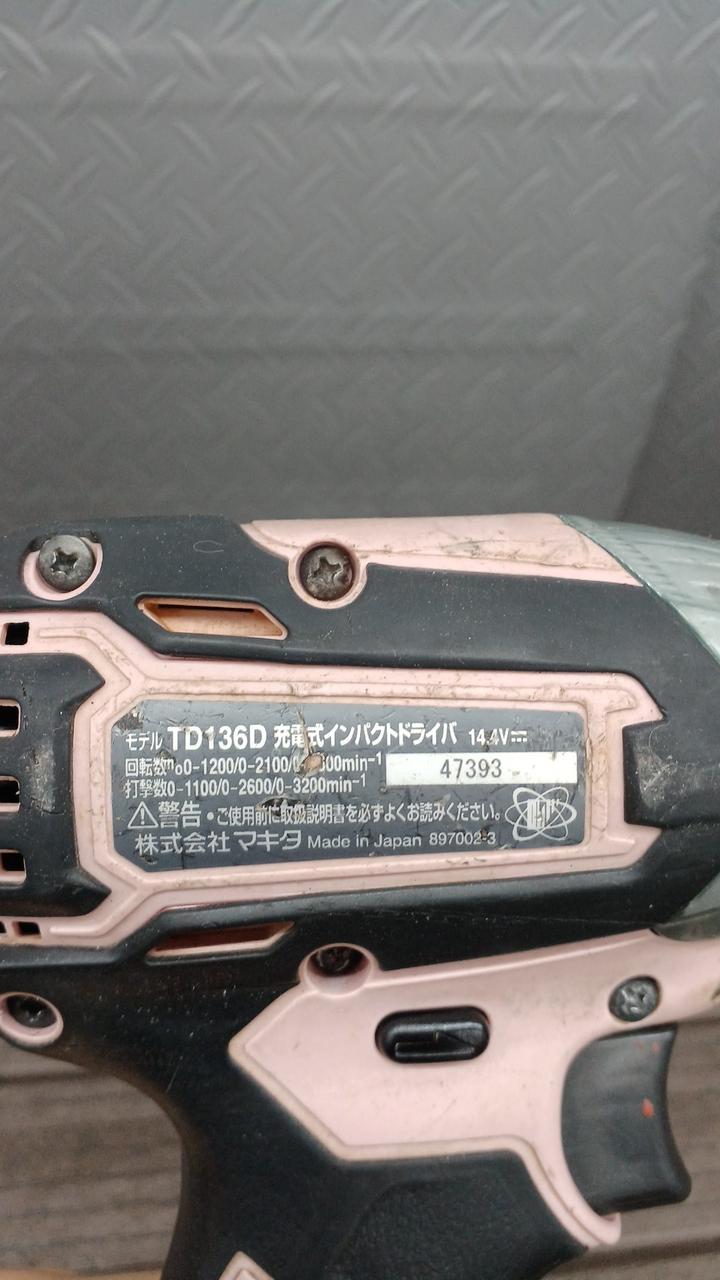 モデル TD136D 充電式インパクトドライバ 14.4V
回転数 0-1200/0-2100/0- min⁻¹
47393
打撃数0-1100/0-2600/0-3200min⁻¹
警告・ご使用前に取扱説明書を必ずよくお読みください。
株式会社 マキタ Made in Japan 897002-3